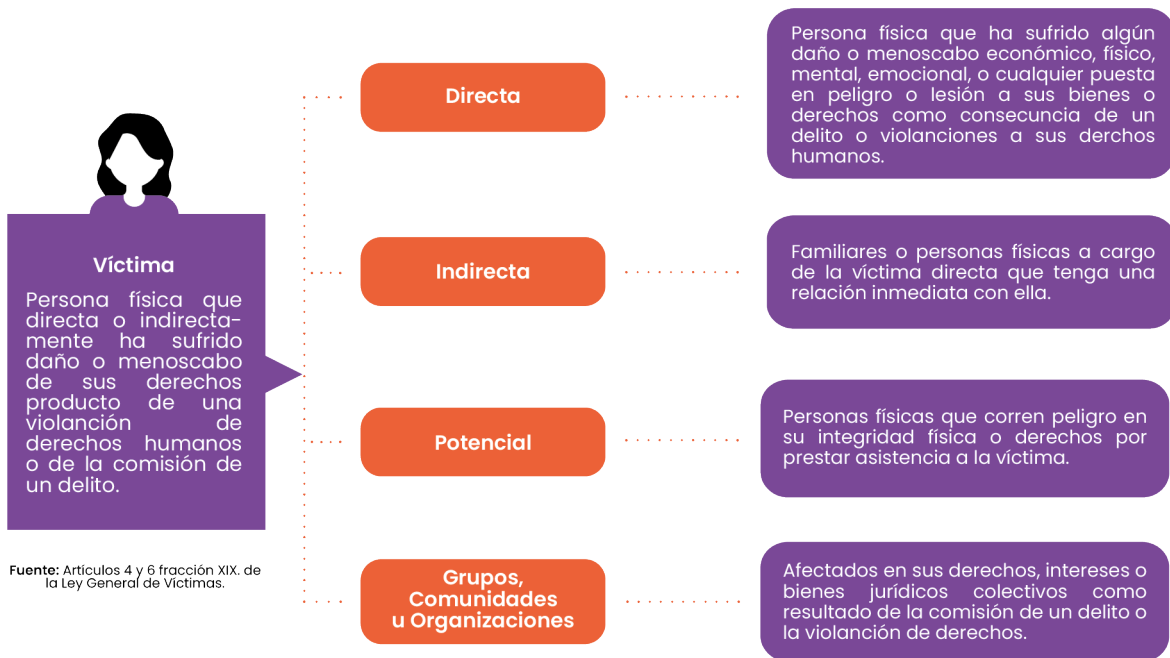 Víctima
Persona física que
directa o indirecta-
mente ha sufrido
daño o menoscabo
de sus derechos
producto de una
violanción de
derechos humanos
o de la comisión de
un delito.
Fuente: Artículos 4 y 6 fracción XIX. de
la Ley General de Víctimas.
Directa
Persona física que ha sufrido algún
daño o menoscabo económico, físico,
mental, emocional, o cualquier puesta
en peligro o lesión a sus bienes o
derechos como consecuncia de un
delito o violanciones a sus derchos
humanos.
Indirecta
Familiares o personas físicas a cargo
de la víctima directa que tenga una
relación inmediata con ella.
Potencial
Personas físicas que corren peligro en
su integridad física o derechos por
prestar asistencia a la víctima.
Grupos,
Comunidades
u Organizaciones
Afectados en sus derechos, intereses o
bienes jurídicos colectivos como
resultado de la comisión de un delito o
la violanción de derechos.